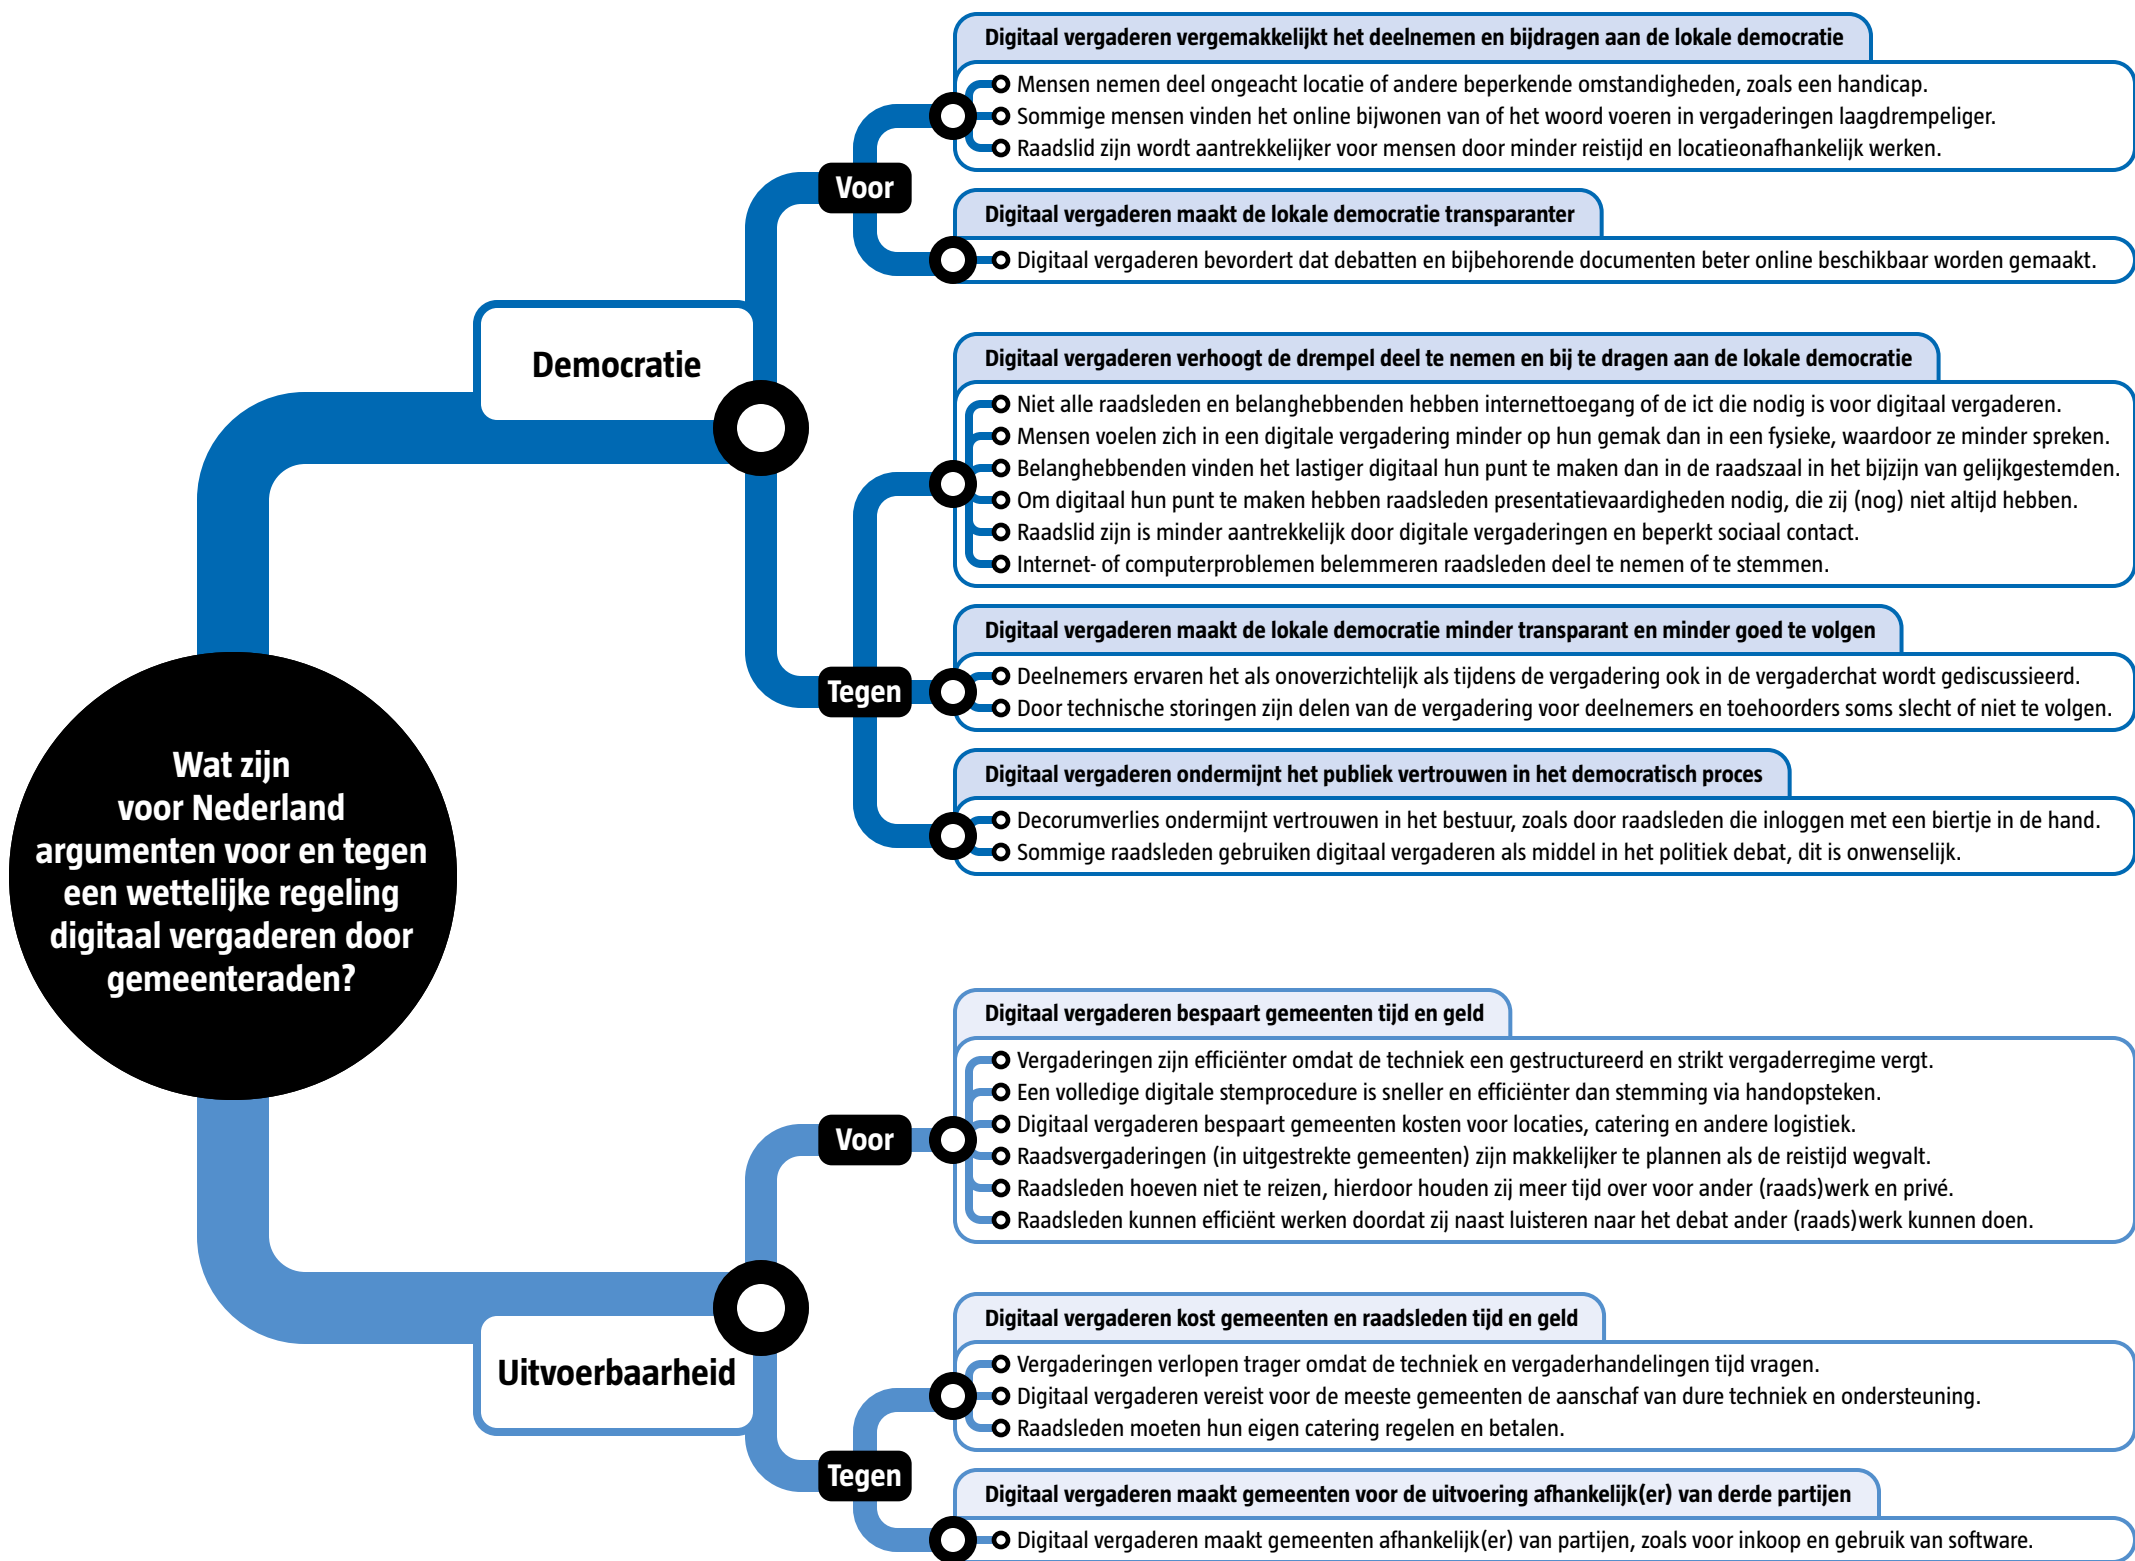 Wat zijn
voor Nederland
argumenten voor en tegen
een wettelijke regeling
digitaal vergaderen door
gemeenteraden?
Democratie
Voor
Digitaal vergaderen vergemakkelijkt het deelnemen en bijdragen aan de lokale democratie
Mensen nemen deel ongeacht locatie of andere beperkende omstandigheden, zoals een handicap.
Sommige mensen vinden het online bijwonen van of het woord voeren in vergaderingen laagdrempeliger.
Raadslid zijn wordt aantrekkelijker voor mensen door minder reistijd en locatieonafhankelijk werken.
Digitaal vergaderen maakt de lokale democratie transparanter
Digitaal vergaderen bevordert dat debatten en bijbehorende documenten beter online beschikbaar worden gemaakt.
Tegen
Digitaal vergaderen verhoogt de drempel deel te nemen en bij te dragen aan de lokale democratie
Niet alle raadsleden en belanghebbenden hebben internettoegang of de ict die nodig is voor digitaal vergaderen.
Mensen voelen zich in een digitale vergadering minder op hun gemak dan in een fysieke, waardoor ze minder spreken.
Belanghebbenden vinden het lastiger digitaal hun punt te maken dan in de raadszaal in het bijzijn van gelijkgestemden.
Om digitaal hun punt te maken hebben raadsleden presentatievaardigheden nodig, die zij (nog) niet altijd hebben.
Raadslid zijn is minder aantrekkelijk door digitale vergaderingen en beperkt sociaal contact.
Internet- of computerproblemen belemmeren raadsleden deel te nemen of te stemmen.
Digitaal vergaderen maakt de lokale democratie minder transparant en minder goed te volgen
Deelnemers ervaren het als onoverzichtelijk als tijdens de vergadering ook in de vergaderchat wordt gediscussieerd.
Door technische storingen zijn delen van de vergadering voor deelnemers en toehoorders soms slecht of niet te volgen.
Digitaal vergaderen ondermijnt het publiek vertrouwen in het democratisch proces
Decorumverlies ondermijnt vertrouwen in het bestuur, zoals door raadsleden die inloggen met een biertje in de hand.
Sommige raadsleden gebruiken digitaal vergaderen als middel in het politiek debat, dit is onwenselijk.
Uitvoerbaarheid
Voor
Digitaal vergaderen bespaart gemeenten tijd en geld
Vergaderingen zijn efficiënter omdat de techniek een gestructureerd en strikt vergaderregime vergt.
Een volledige digitale stemprocedure is sneller en efficiënter dan stemming via handopsteken.
Digitaal vergaderen bespaart gemeenten kosten voor locaties, catering en andere logistiek.
Raadsvergaderingen (in uitgestrekte gemeenten) zijn makkelijker te plannen als de reistijd wegvalt.
Raadsleden hoeven niet te reizen, hierdoor houden zij meer tijd over voor ander (raads)werk en privé.
Raadsleden kunnen efficiënt werken doordat zij naast luisteren naar het debat ander (raads)werk kunnen doen.
Tegen
Digitaal vergaderen kost gemeenten en raadsleden tijd en geld
Vergaderingen verlopen trager omdat de techniek en vergaderhandelingen tijd vragen.
Digitaal vergaderen vereist voor de meeste gemeenten de aanschaf van dure techniek en ondersteuning.
Raadsleden moeten hun eigen catering regelen en betalen.
Digitaal vergaderen maakt gemeenten voor de uitvoering afhankelijk(er) van derde partijen
Digitaal vergaderen maakt gemeenten afhankelijk(er) van partijen, zoals voor inkoop en gebruik van software.